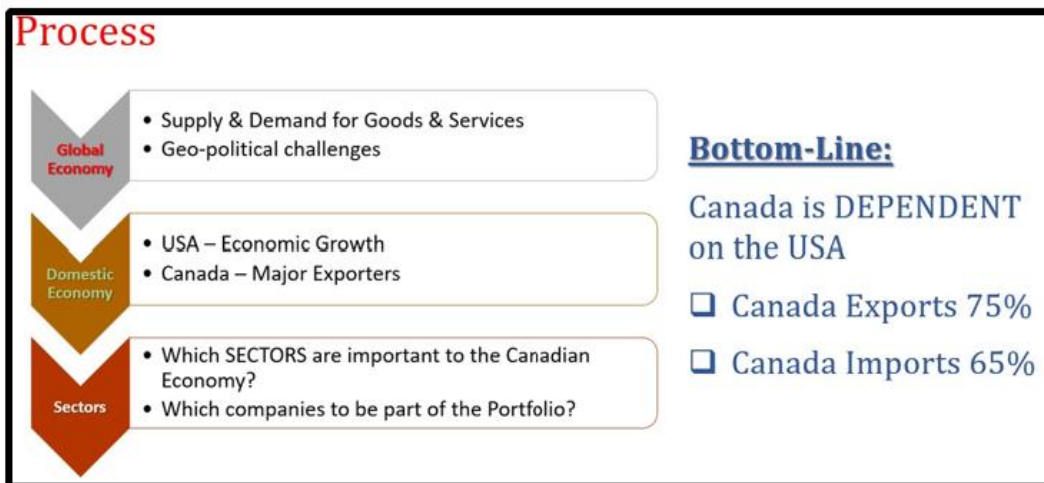 Process
Global
Economy
• Supply & Demand for Goods & Services
• Geo-political challenges
Domestic
Economy
• USA – Economic Growth
• Canada – Major Exporters
Sectors
• Which SECTORS are important to the Canadian
Economy?
• Which companies to be part of the Portfolio?
Bottom-Line:
Canada is DEPENDENT
on the USA
❑ Canada Exports 75%
❑ Canada Imports 65%